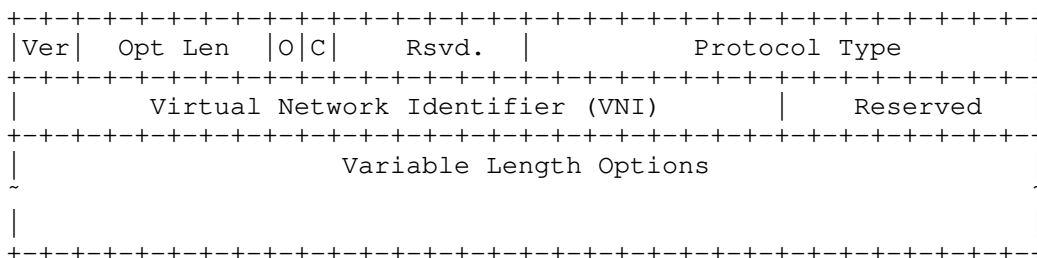 +-+-+-+-+-+-+-+-+-+-+-+-+-+-+-+-+-+-+-+-+-+-+-+-+-+-+-+-+-+-+-+--
|Ver|  Opt Len  |O|C|    Rsvd.  |          Protocol Type
+-+-+-+-+-+-+-+-+-+-+-+-+-+-+-+-+-+-+-+-+-+-+-+-+-+-+-+-+-+-+-+--
|        Virtual Network Identifier (VNI)       |    Reserved
+-+-+-+-+-+-+-+-+-+-+-+-+-+-+-+-+-+-+-+-+-+-+-+-+-+-+-+-+-+-+-+--
|                    Variable Length Options
~                                                              ~
|
+-+-+-+-+-+-+-+-+-+-+-+-+-+-+-+-+-+-+-+-+-+-+-+-+-+-+-+-+-+-+-+--